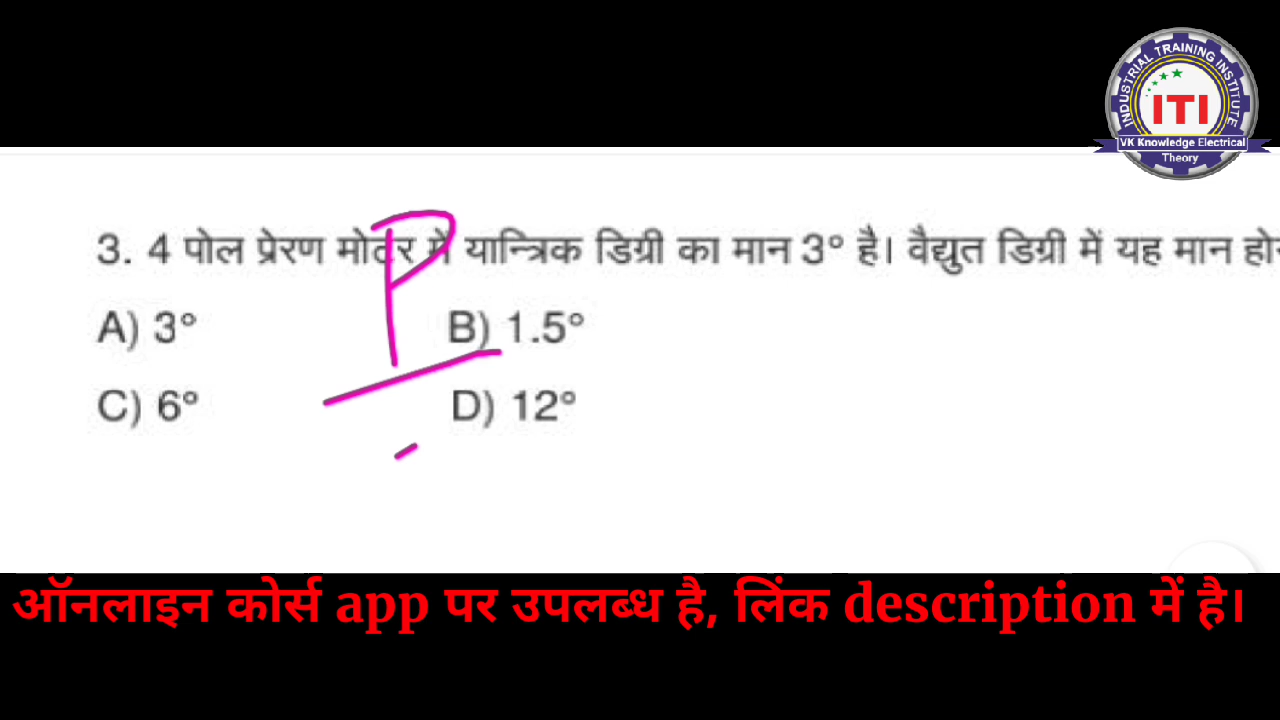 INDUSTRIAL TRAINING INSTITUTE
ITI
VK Knowledge Electrical
Theory
3. 4 पोल प्रेरण मोटर में यान्त्रिक डिग्री का मान 3° है। वैद्युत डिग्री में यह मान
A) 3° B) 1.5°
C) 6° D) 12°
P
ऑनलाइन कोर्स app पर उपलब्ध है, लिंक description में है।